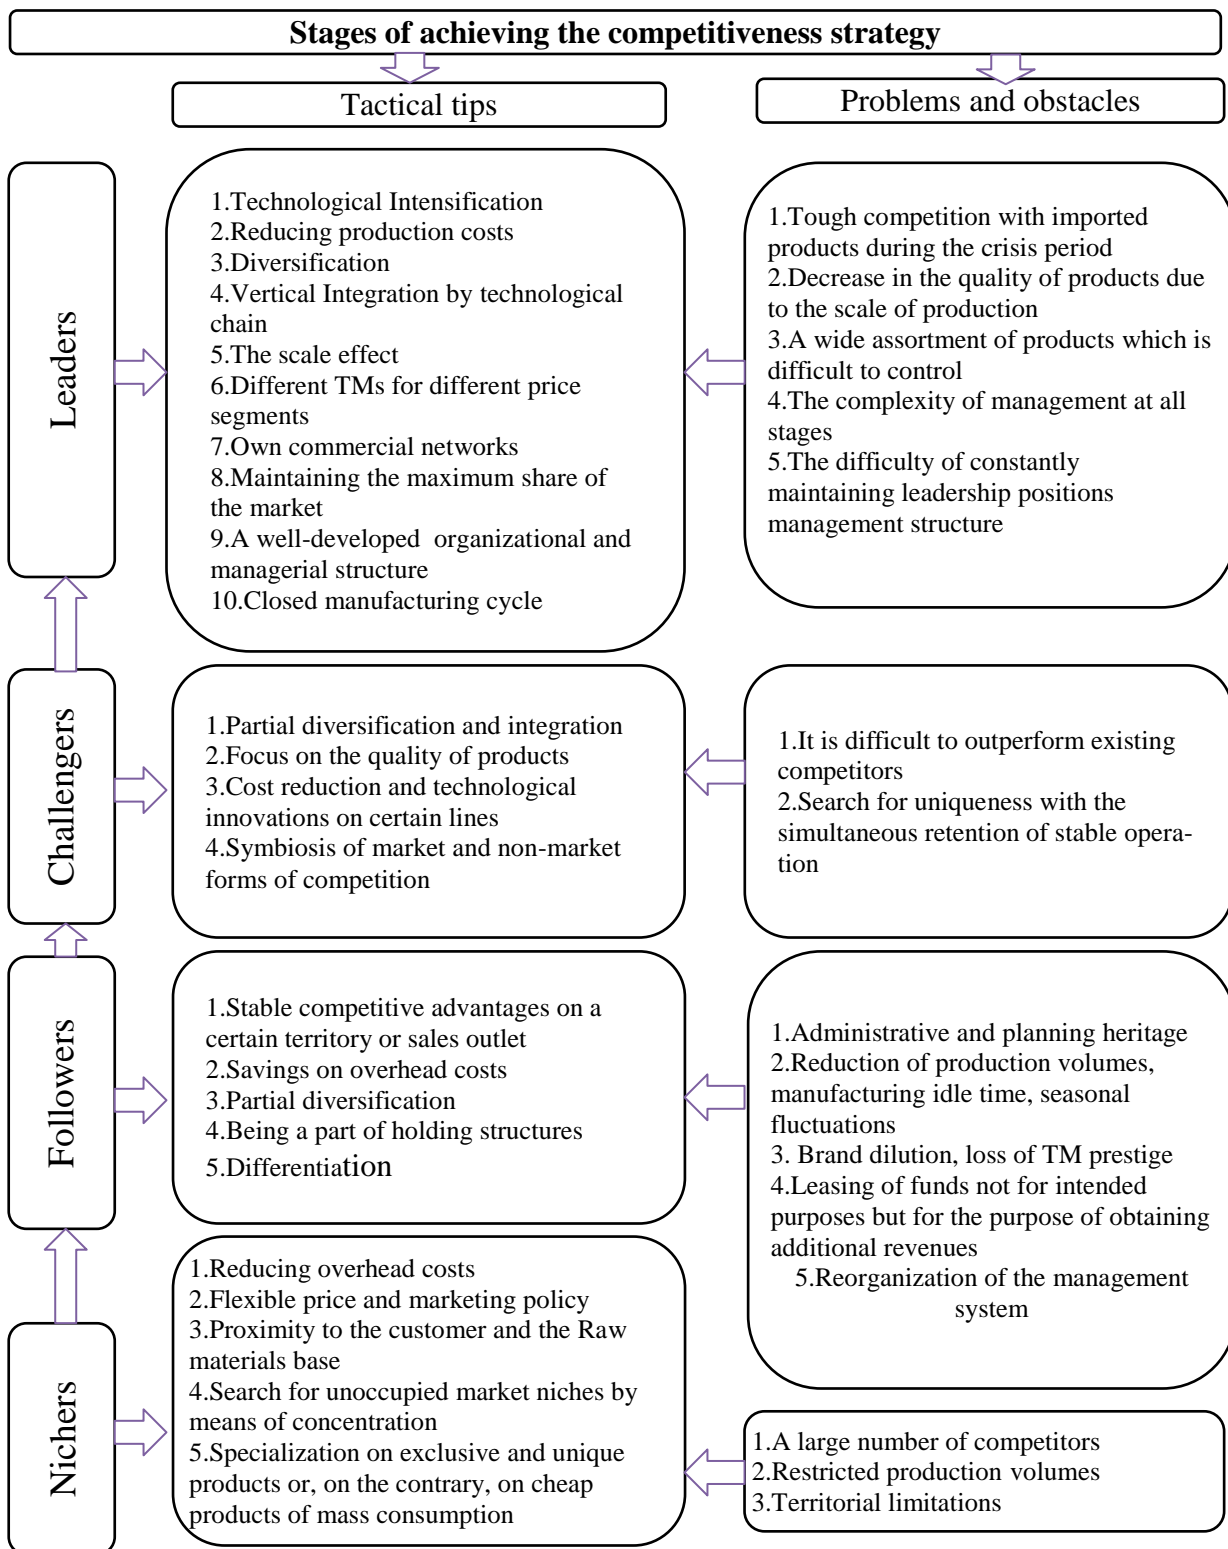 Stages of achieving the competitiveness strategy
Tactical tips
Problems and obstacles
Leaders
1.Technological Intensification
2.Reducing production costs
3.Diversification
4.Vertical Integration by technological
chain
5.The scale effect
6.Different TMs for different price
segments
7.Own commercial networks
8.Maintaining the maximum share of
the market
9.A well-developed  organizational and
managerial structure
10.Closed manufacturing cycle
1.Tough competition with imported
products during the crisis period
2.Decrease in the quality of products due
to the scale of production
3.A wide assortment of products which is
difficult to control
4.The complexity of management at all
stages
5.The difficulty of constantly
maintaining leadership positions
management structure
Challengers
1.Partial diversification and integration
2.Focus on the quality of products
3.Cost reduction and technological
innovations on certain lines
4.Symbiosis of market and non-market
forms of competition
1.It is difficult to outperform existing
competitors
2.Search for uniqueness with the
simultaneous retention of stable opera-
tion
Followers
1.Stable competitive advantages on a
certain territory or sales outlet
2.Savings on overhead costs
3.Partial diversification
4.Being a part of holding structures
5.Differentiation
1.Administrative and planning heritage
2.Reduction of production volumes,
manufacturing idle time, seasonal
fluctuations
3. Brand dilution, loss of TM prestige
4.Leasing of funds not for intended
purposes but for the purpose of obtaining
additional revenues
5.Reorganization of the management
system
Nichers
1.Reducing overhead costs
2.Flexible price and marketing policy
3.Proximity to the customer and the Raw
materials base
4.Search for unoccupied market niches by
means of concentration
5.Specialization on exclusive and unique
products or, on the contrary, on cheap
products of mass consumption
1.A large number of competitors
2.Restricted production volumes
3.Territorial limitations